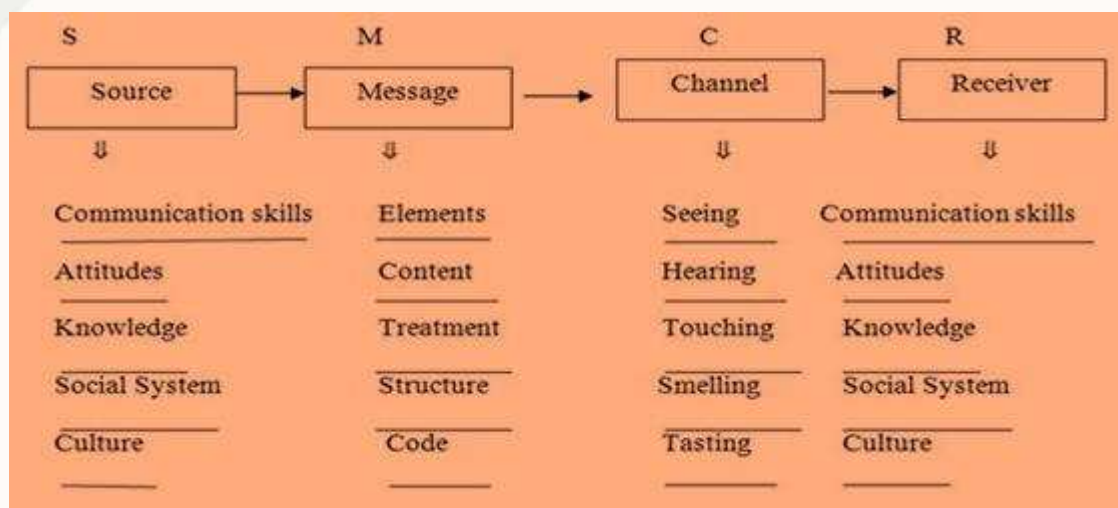 S M C R
Source Message Channel Receiver
Communication skills Elements Seeing Communication skills
Attitudes Content Hearing Attitudes
Knowledge Treatment Touching Knowledge
Social System Structure Smelling Social System
Culture Code Tasting Culture